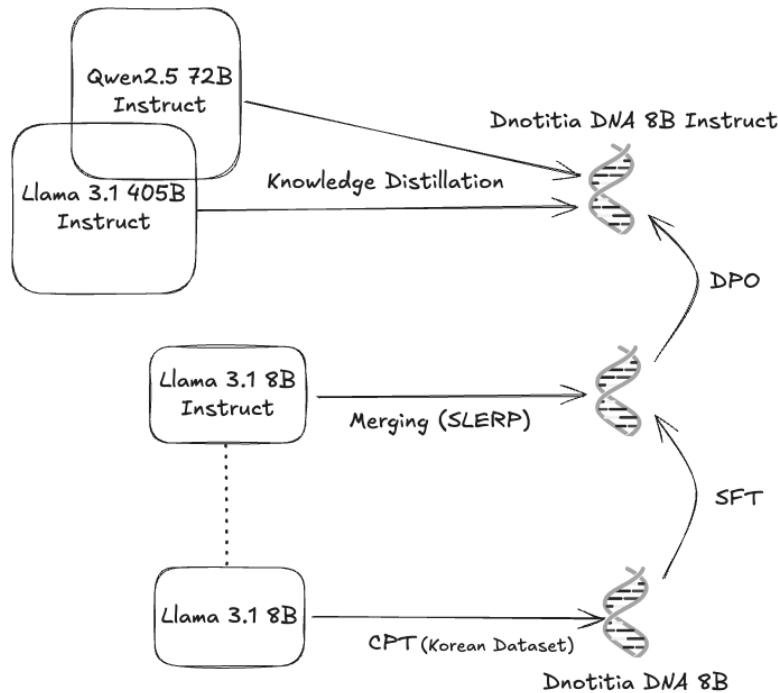 Qwen2.5 72B
Instruct
Dnotitia DNA 8B Instruct
Llama 3.1 405B
Instruct
Knowledge Distillation
DPO
Llama 3.1 8B
Instruct
Merging (SLERP)
SFT
Llama 3.1 8B
CPT (Korean Dataset)
Dnotitia DNA 8B